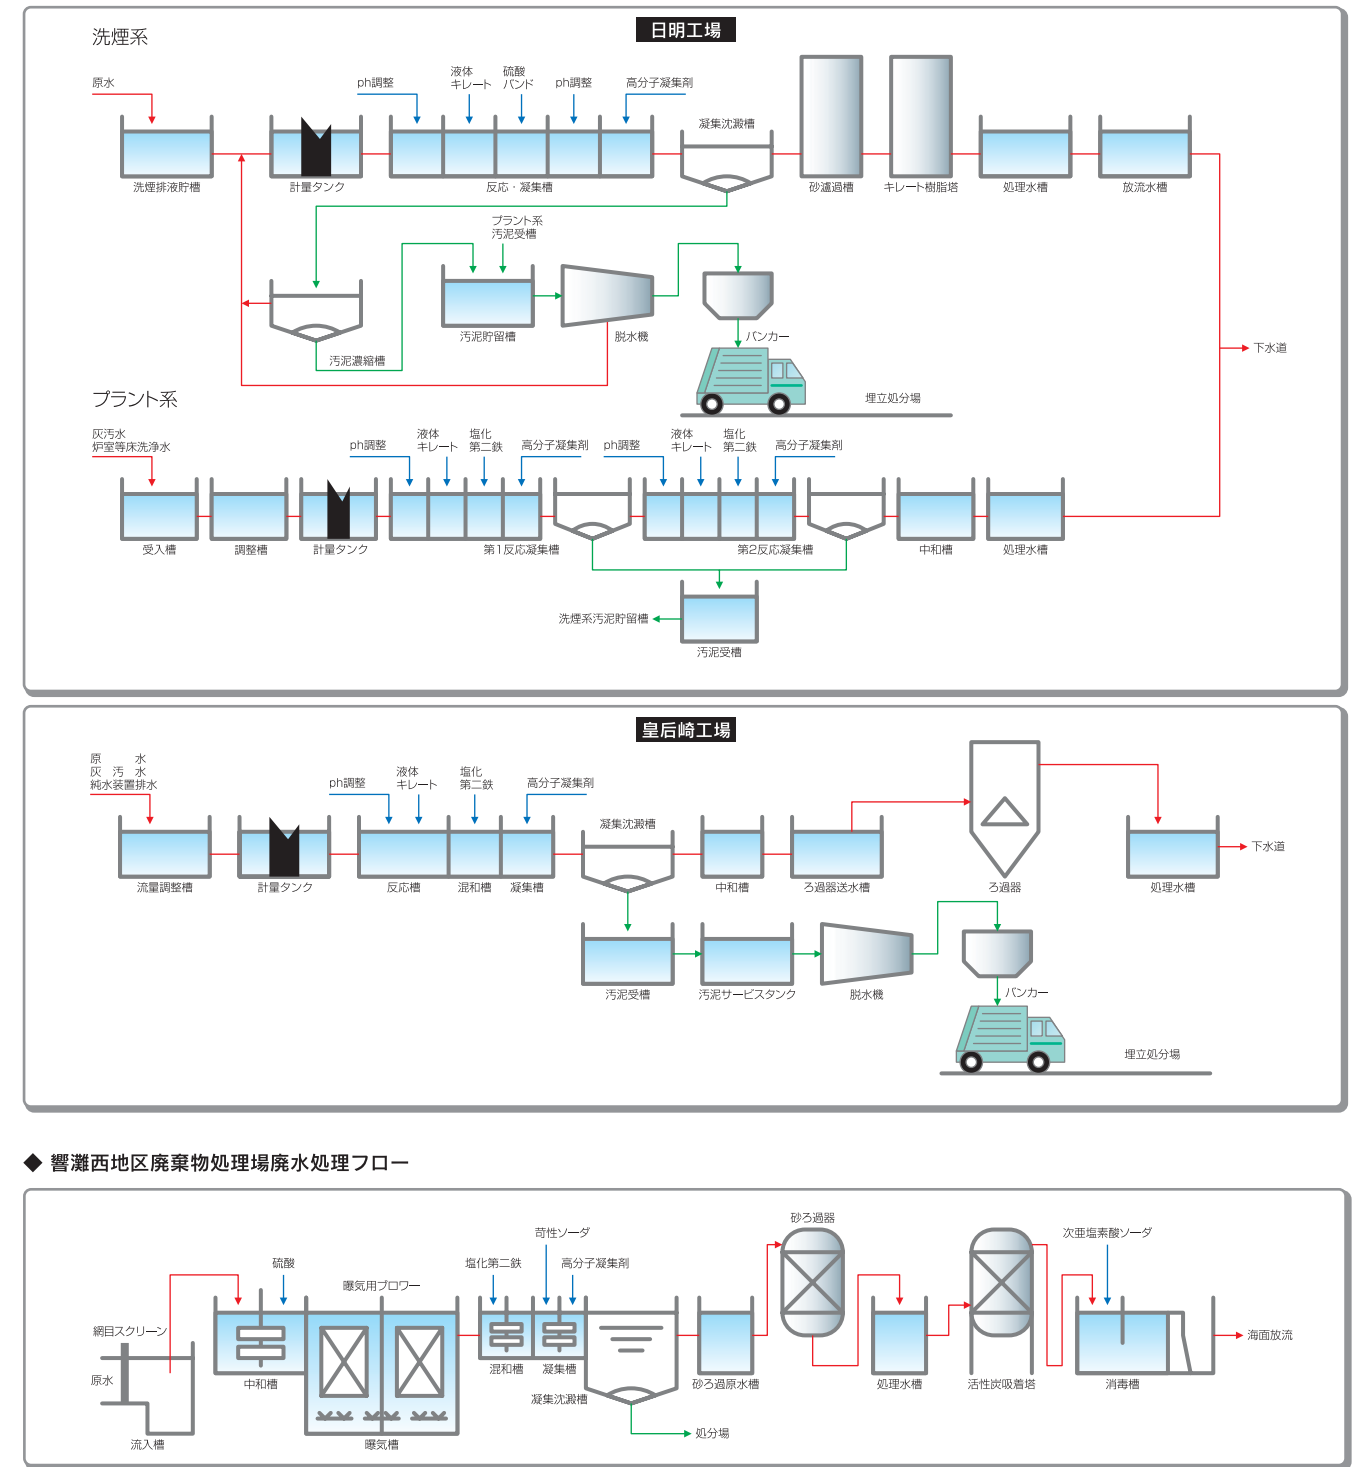 日明工場
洗煙系
原水
ph調整
液体
キレート
硫酸
バンド
ph調整
高分子凝集剤
凝集沈澱槽
洗煙排液貯槽
計量タンク
反応・凝集槽
砂濾過槽
キレート樹脂塔
処理水槽
放流水槽
プラント系
汚泥受槽
汚泥濃縮槽
汚泥貯留槽
脱水機
バンカー
下水道
埋立処分場
プラント系
灰汚水
炉室等床洗浄水
ph調整
液体
キレート
塩化
第二鉄
高分子凝集剤
ph調整
液体
キレート
塩化
第二鉄
高分子凝集剤
受入槽
調整槽
計量タンク
第1反応凝集槽
第2反応凝集槽
中和槽
処理水槽
洗煙系汚泥貯留槽
汚泥受槽
皇后崎工場
原　　　水
灰　汚　水
純水装置排水
ph調整
液体
キレート
塩化
第二鉄
高分子凝集剤
凝集沈澱槽
流量調整槽
計量タンク
反応槽
混和槽
凝集槽
中和槽
ろ過器送水槽
ろ過器
処理水槽
下水道
汚泥受槽
汚泥サービスタンク
脱水機
バンカー
埋立処分場
◆ 響灘西地区廃棄物処理場廃水処理フロー
網目スクリーン
原水
流入槽
硫酸
中和槽
曝気用ブロワー
曝気槽
塩化第二鉄
苛性ソーダ
高分子凝集剤
混和槽
凝集槽
凝集沈澱槽
処分場
砂ろ過原水槽
砂ろ過器
処理水槽
活性炭吸着塔
次亜塩素酸ソーダ
消毒槽
海面放流